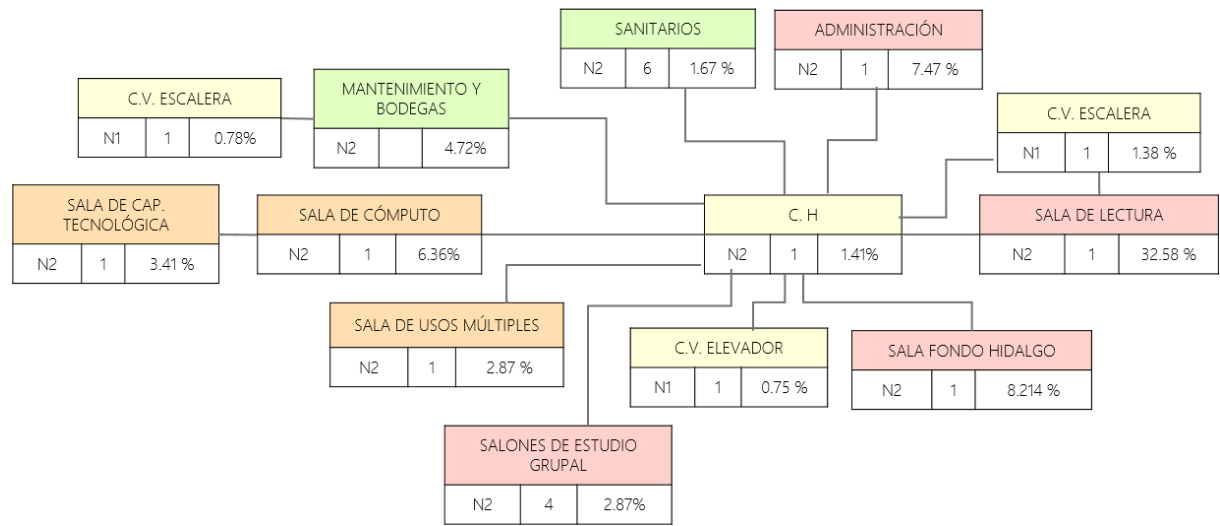 SANITARIOS
N2 6 1.67 %
ADMINISTRACIÓN
N2 1 7.47 %
C.V. ESCALERA
N1 1 0.78%
MANTENIMIENTO Y
BODEGAS
N2 4.72%
C.V. ESCALERA
N1 1 1.38 %
SALA DE CAP.
TECNOLÓGICA
N2 1 3.41 %
SALA DE CÓMPUTO
N2 1 6.36%
C. H
N2 1 1.41%
SALA DE LECTURA
N2 1 32.58 %
SALA DE USOS MÚLTIPLES
N2 1 2.87 %
C.V. ELEVADOR
N1 1 0.75 %
SALA FONDO HIDALGO
N2 1 8.214 %
SALONES DE ESTUDIO
GRUPAL
N2 4 2.87%